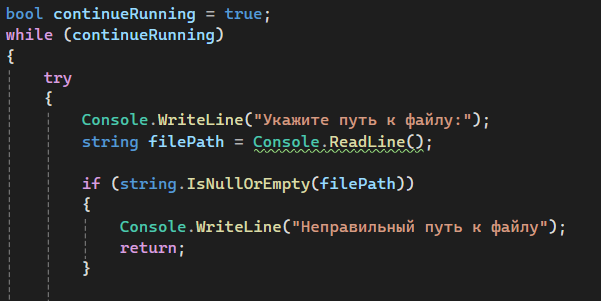 bool continueRunning = true;
while (continueRunning)
{
try
{
Console.WriteLine("Укажите путь к файлу:");
string filePath = Console.ReadLine();
if (string.IsNullOrEmpty(filePath))
{
Console.WriteLine("Неправильный путь к файлу");
return;
}